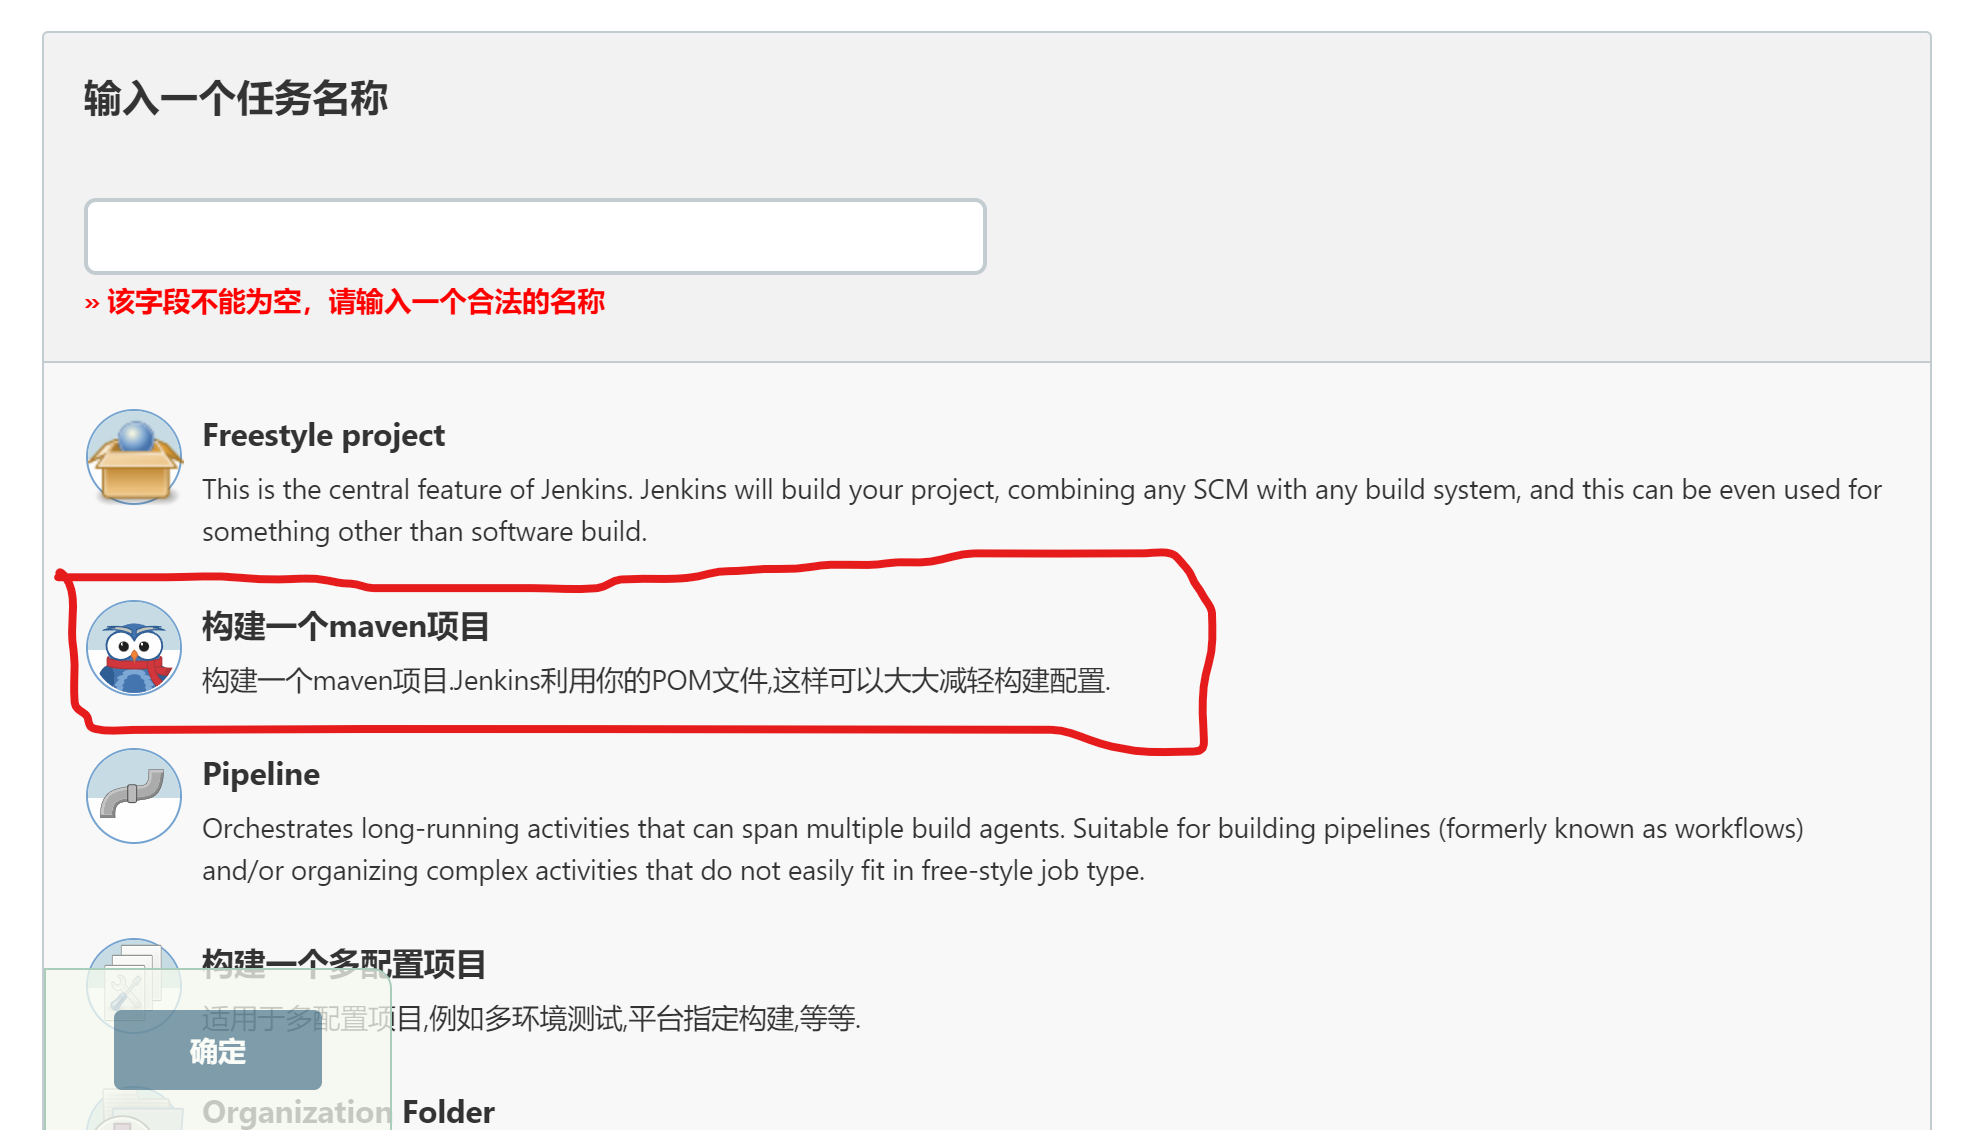 输入一个任务名称
» 该字段不能为空，请输入一个合法的名称
Freestyle project
This is the central feature of Jenkins. Jenkins will build your project, combining any SCM with any build system, and this can be even used for
something other than software build.
构建一个maven项目
构建一个maven项目.Jenkins利用你的POM文件,这样可以大大减轻构建配置.
Pipeline
Orchestrates long-running activities that can span multiple build agents. Suitable for building pipelines (formerly known as workflows)
and/or organizing complex activities that do not easily fit in free-style job type.
构建一个多配置项目
适用于多配置项目,例如多环境测试,平台指定构建,等等.
确定
Organization Folder